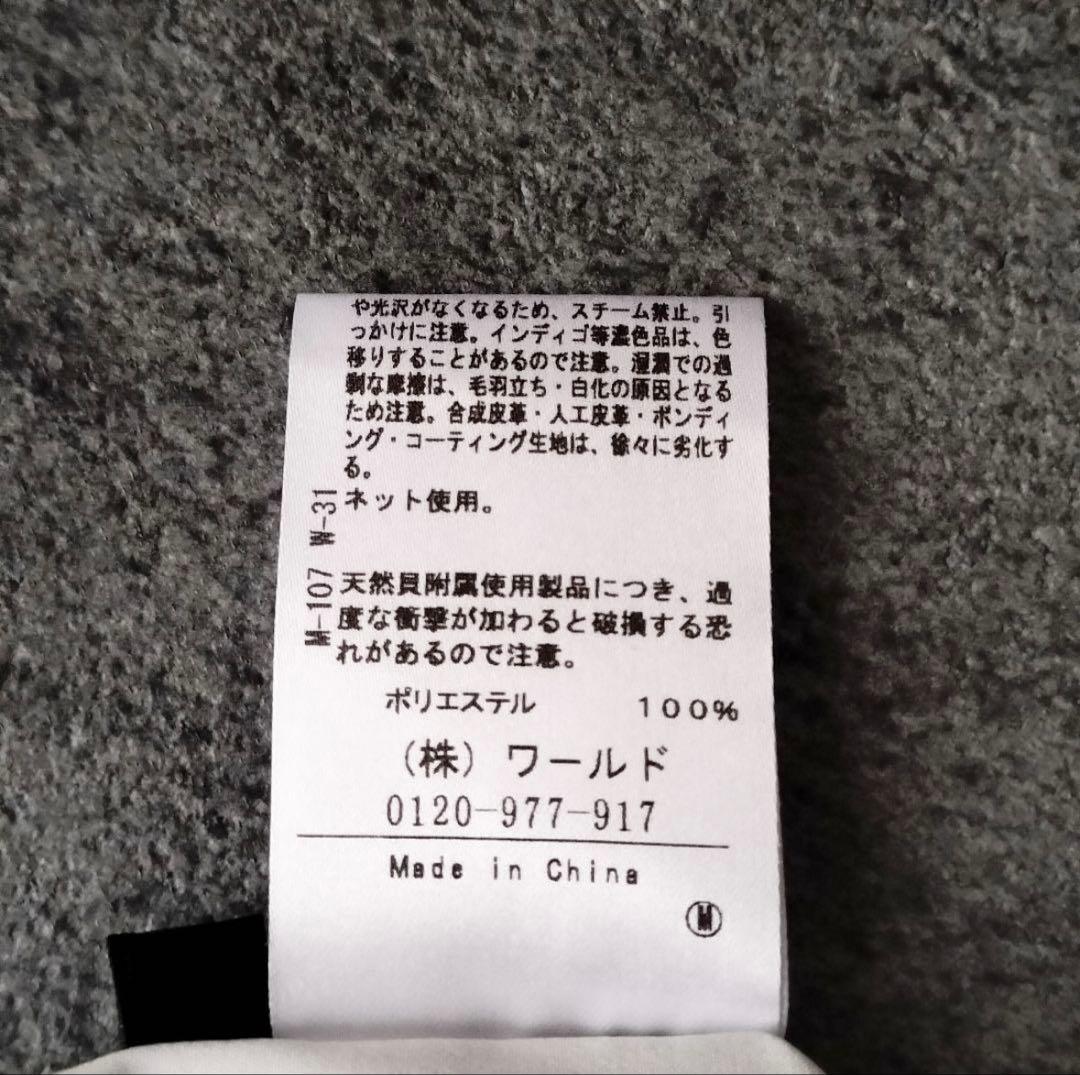 や光沢がなくなるため、スチーム禁止。引
っかけに注意。インディゴ等濃色品は、色
移りすることがあるので注意。湿潤での過
剰な摩擦は、毛羽立ち・白化の原因となる
ため注意。合成皮革・人工皮革・ボンディ
ング・コーティング生地は、徐々に劣化す
る。
W-31
ネット使用。
M-107
天然貝附属使用製品につき、過
度な衝撃が加わると破損する恐
れがあるので注意。
ポリエステル 100%
(株) ワールド
0120-977-917
Made in China
M